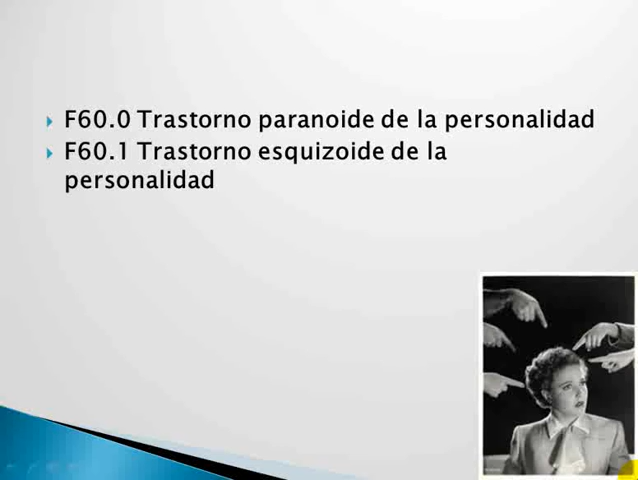 F60.0 Trastorno paranoide de la personalidad
F60.1 Trastorno esquizoide de la
personalidad